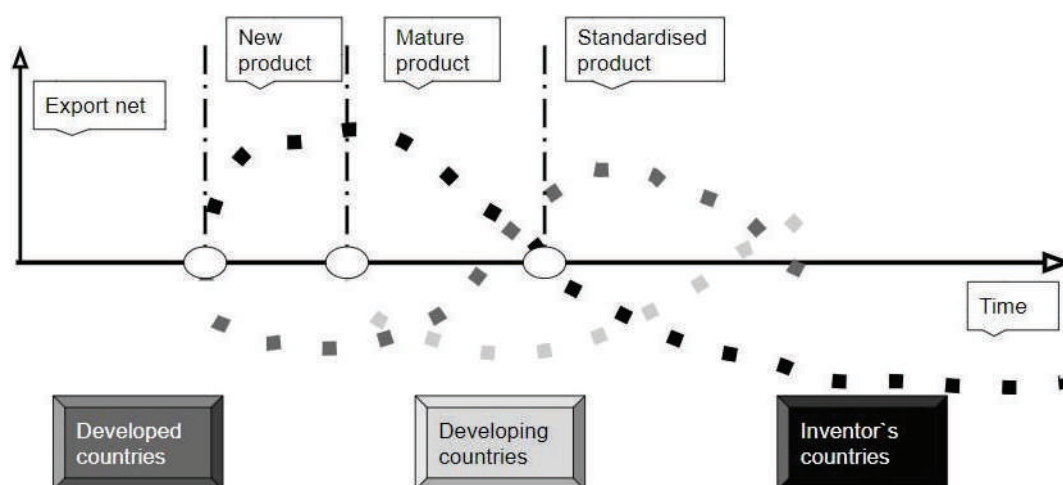 New
product
Mature
product
Standardised
product
Export net
Time
Developed
countries
Developing
countries
Inventor`s
countries